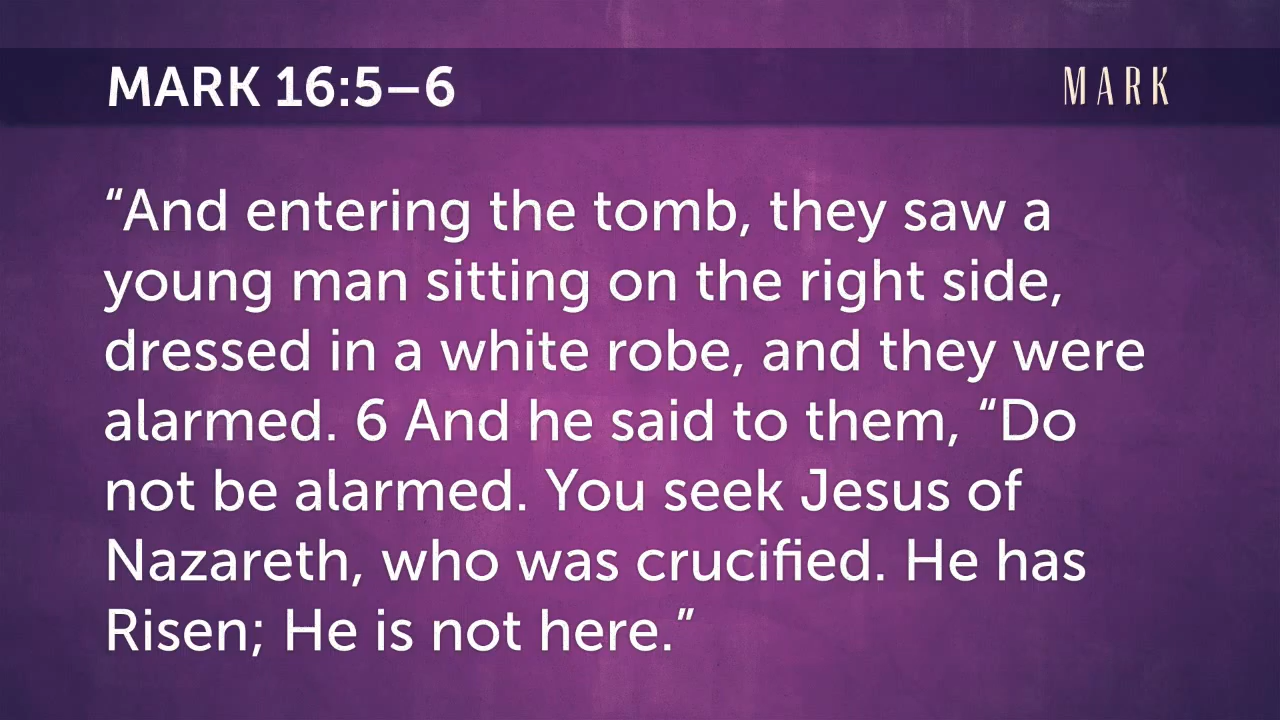 MARK 16:5–6
MARK
“And entering the tomb, they saw a
young man sitting on the right side,
dressed in a white robe, and they were
alarmed. 6 And he said to them, “Do
not be alarmed. You seek Jesus of
Nazareth, who was crucified. He has
Risen; He is not here.”